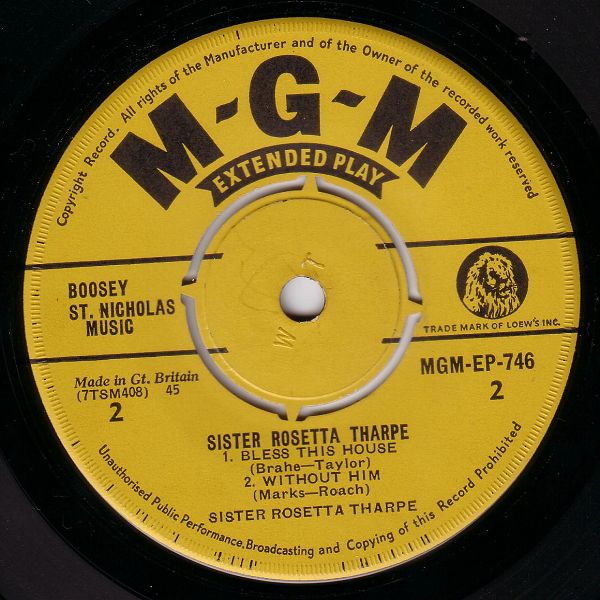 Copyright Record. All rights of the Manufacturer and of the Owner of the recorded work reserved
M-G-M
EXTENDED PLAY
BOOSEY
ST. NICHOLAS
MUSIC
TRADE MARK OF LOEW'S INC.
Made in Gt. Britain
(7TSM408) 45
2
MGM-EP-746
2
SISTER ROSETTA THARPE
1. BLESS THIS HOUSE
(Brahe—Taylor)
2. WITHOUT HIM
(Marks—Roach)
SISTER ROSETTA THARPE
Unauthorised Public Performance, Broadcasting and Copying of this Record Prohibited
W